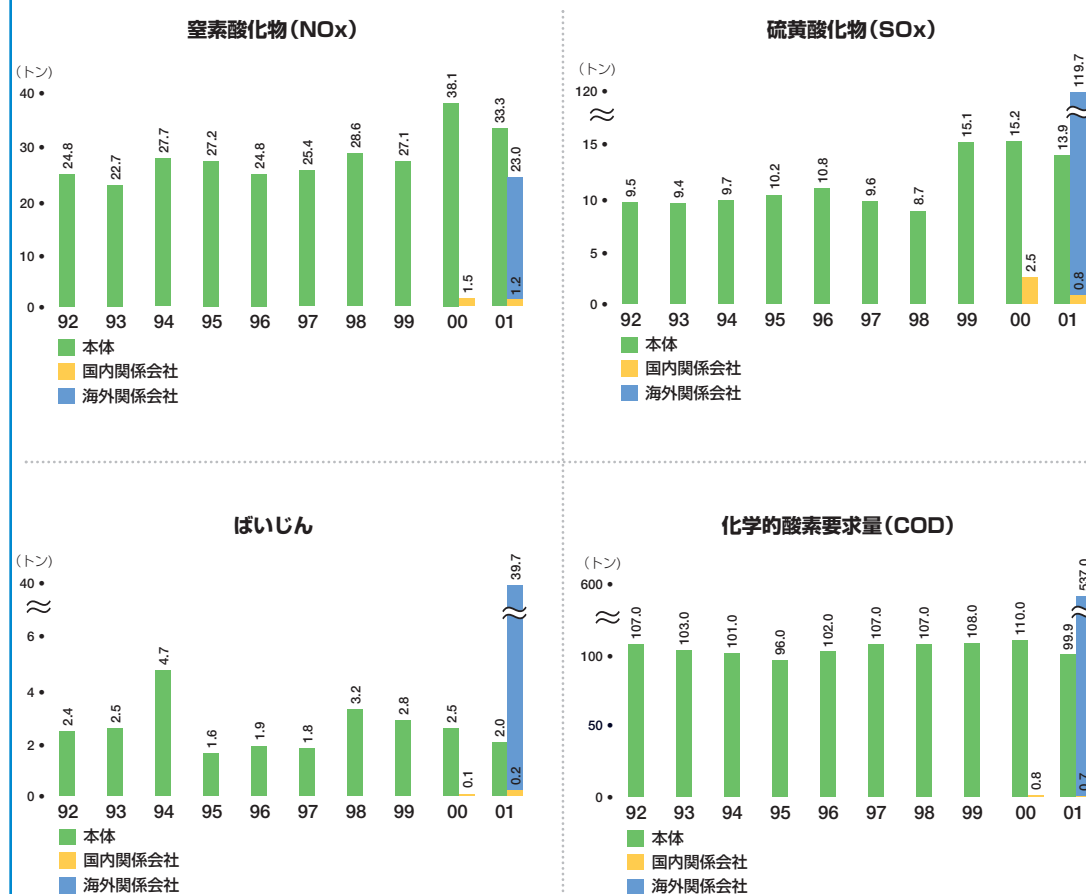 窒素酸化物（NOx）
（トン）
40
30
20
10
0
24.8 22.7 27.7 27.2 24.8 25.4 28.6 27.1 38.1 1.5 33.3 23.0 1.2
92 93 94 95 96 97 98 99 00 01
本体
国内関係会社
海外関係会社
硫黄酸化物（SOx）
（トン）
120
15
10
5
0
9.5 9.4 9.7 10.2 10.8 9.6 8.7 15.1 15.2 2.5 13.9 119.7 0.8
92 93 94 95 96 97 98 99 00 01
本体
国内関係会社
海外関係会社
ばいじん
（トン）
40
6
4
2
0
2.4 2.5 4.7 1.6 1.9 1.8 3.2 2.8 2.5 0.1 2.0 39.7 0.2
92 93 94 95 96 97 98 99 00 01
本体
国内関係会社
海外関係会社
化学的酸素要求量（COD）
（トン）
600
100
50
0
107.0 103.0 101.0 96.0 102.0 107.0 107.0 108.0 110.0 0.8 99.9 537.0 0.7
92 93 94 95 96 97 98 99 00 01
本体
国内関係会社
海外関係会社